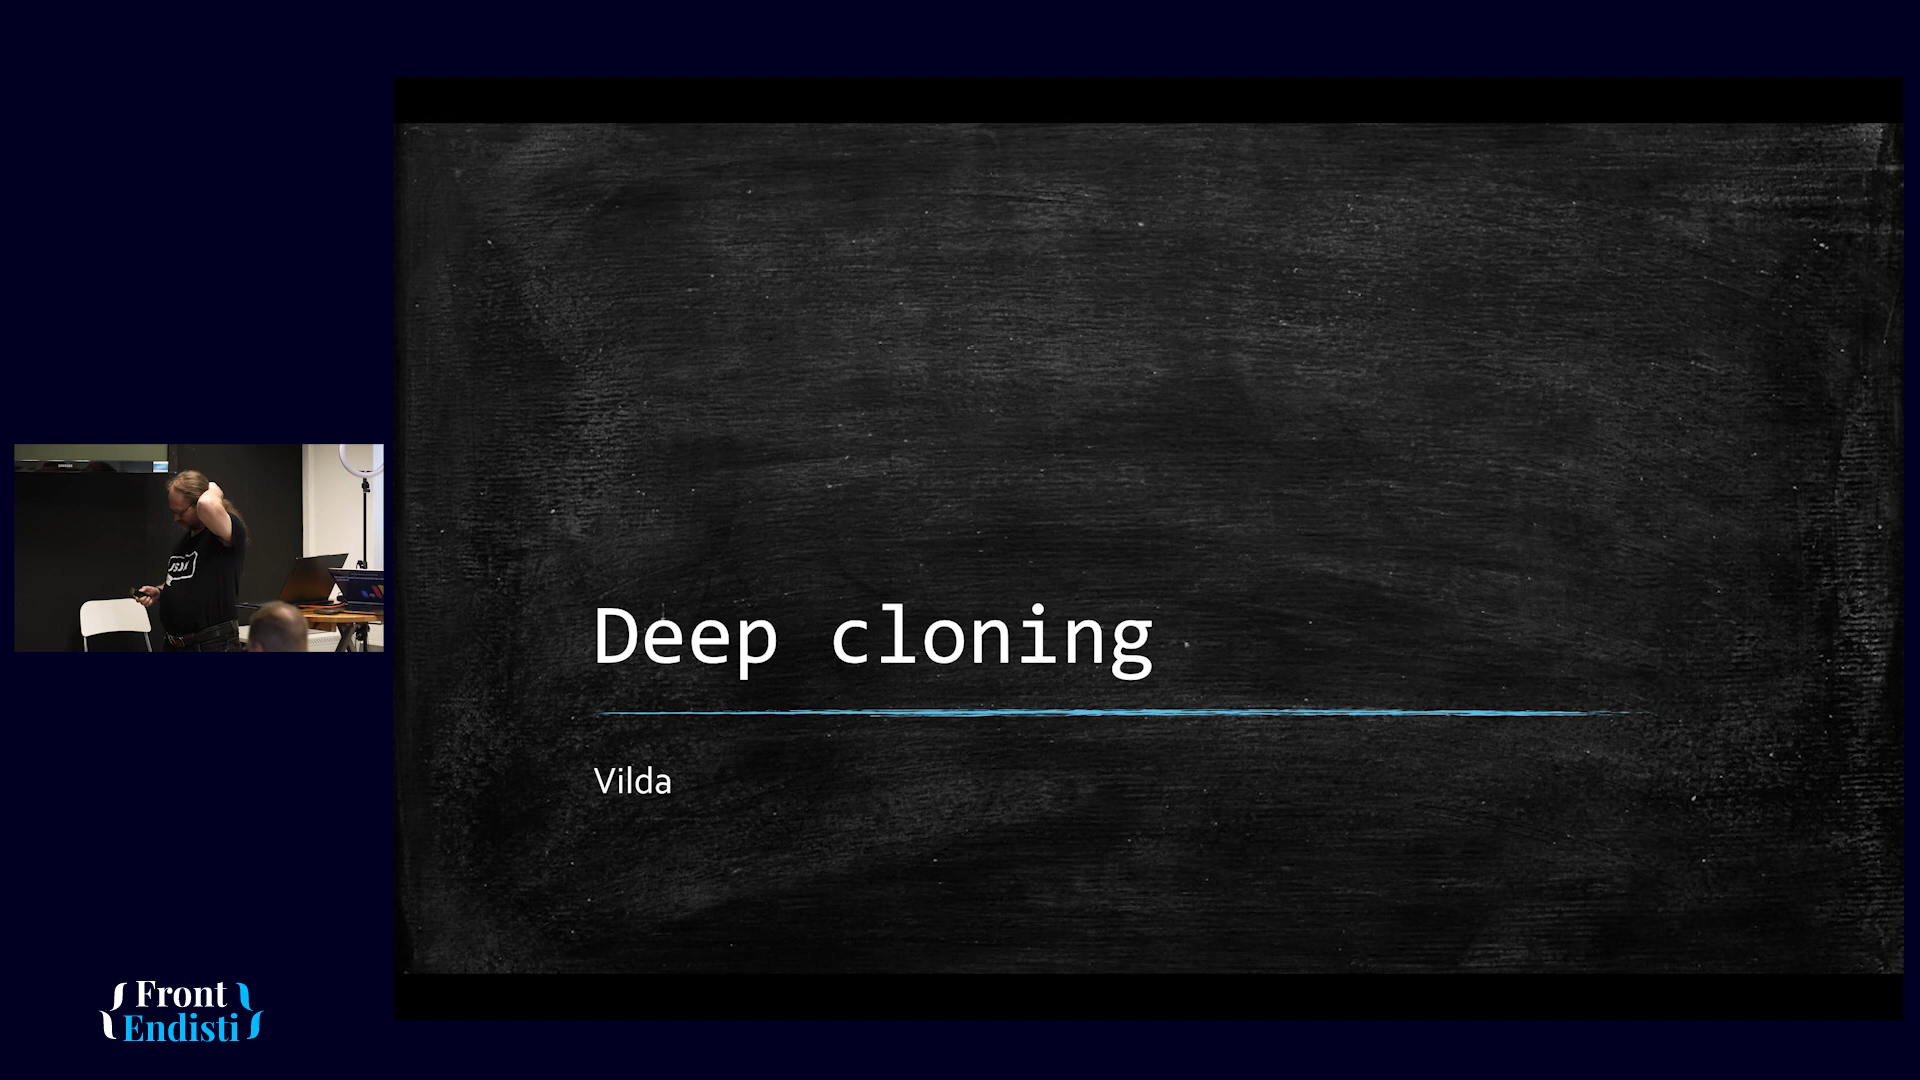 Deep cloning
Vilda
Front
Endisti